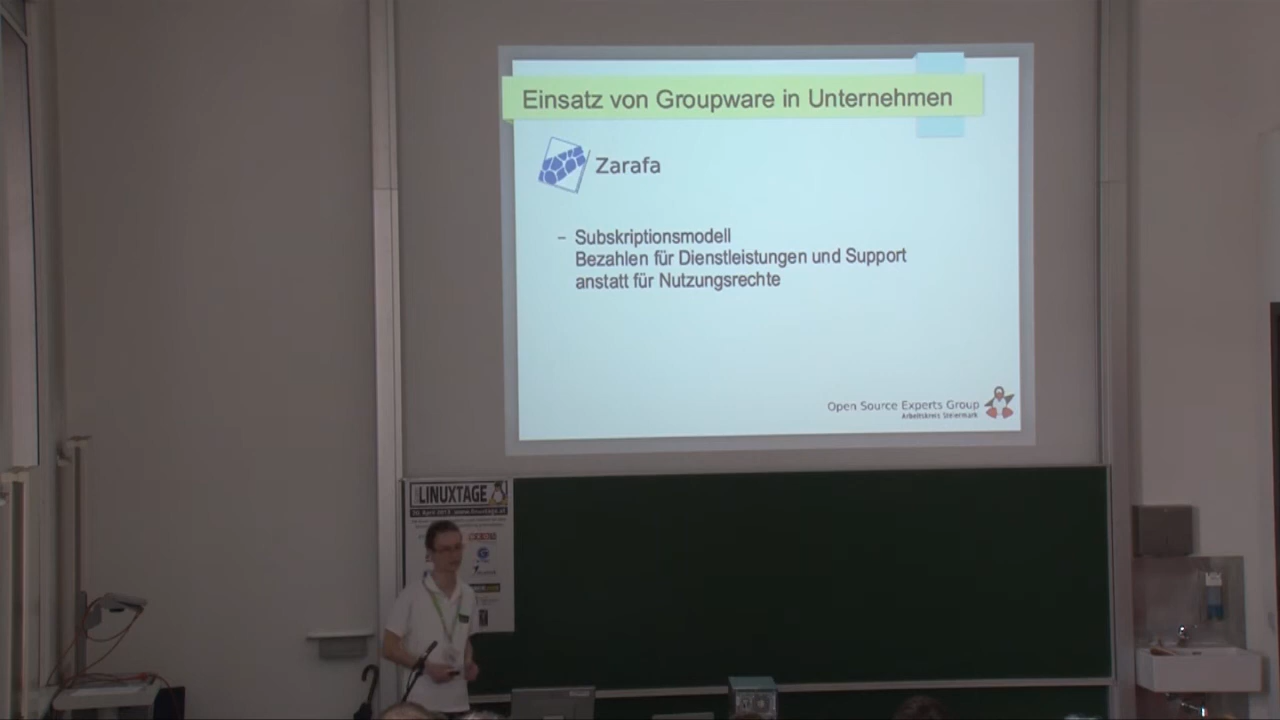 Einsatz von Groupware in Unternehmen
Zarafa
– Subskriptionsmodell
Bezahlen für Dienstleistungen und Support
anstatt für Nutzungsrechte
Open Source Experts Group
Arbeitskreis Steiermark
LINUXTAGE